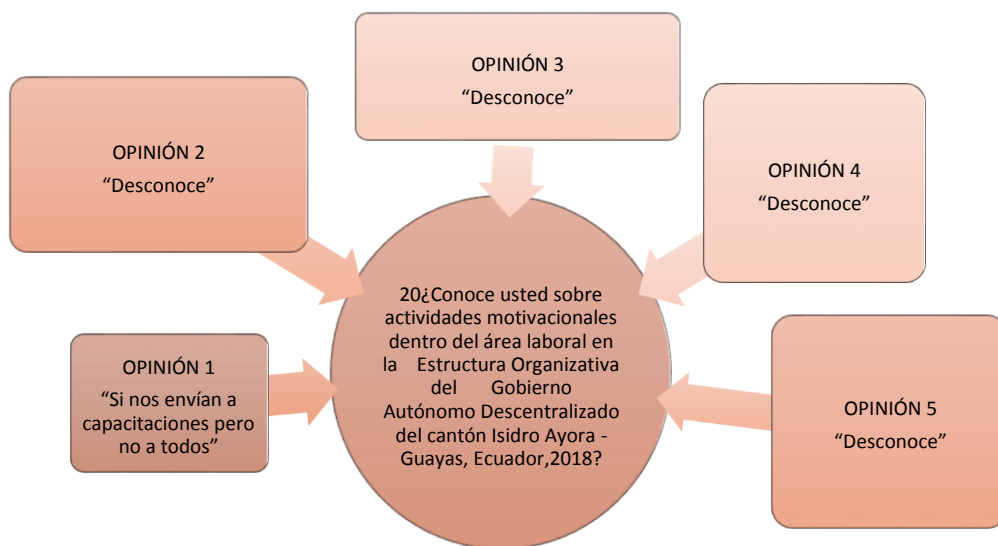 OPINIÓN 3
“Desconoce”
OPINIÓN 2
“Desconoce”
OPINIÓN 4
“Desconoce”
OPINIÓN 1
“Si nos envían a
capacitaciones pero
no a todos”
20¿Conoce usted sobre
actividades motivacionales
dentro del área laboral en
la Estructura Organizativa
del Gobierno
Autónomo Descentralizado
del cantón Isidro Ayora -
Guayas, Ecuador,2018?
OPINIÓN 5
“Desconoce”